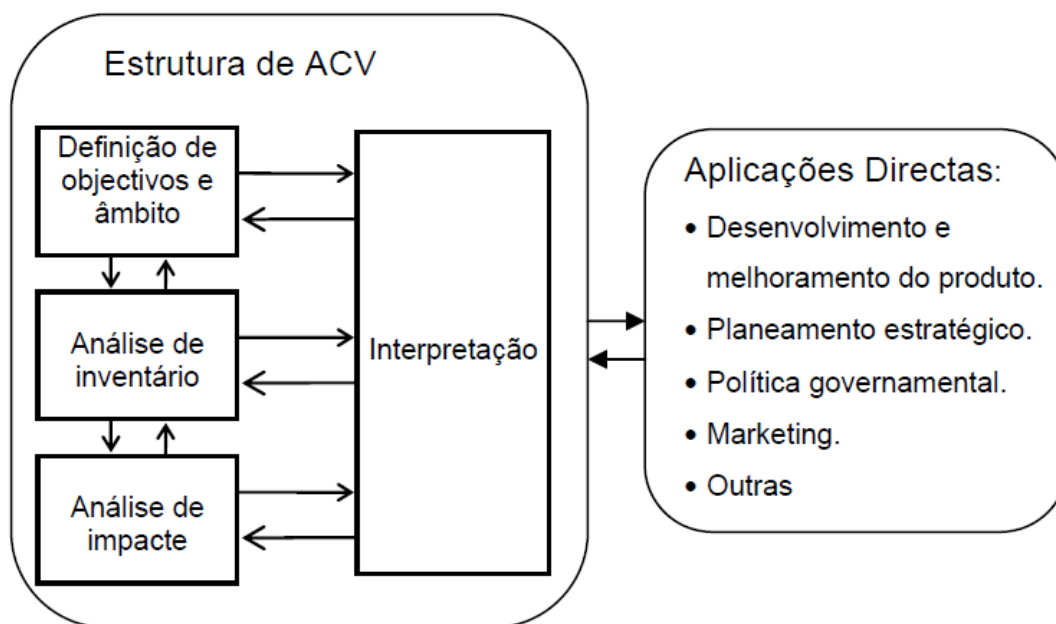 Estrutura de ACV
Definição de
objectivos e
âmbito
Análise de
inventário
Análise de
impacte
Interpretação
Aplicações Directas:
• Desenvolvimento e
melhoramento do produto.
• Planeamento estratégico.
• Política governamental.
• Marketing.
• Outras